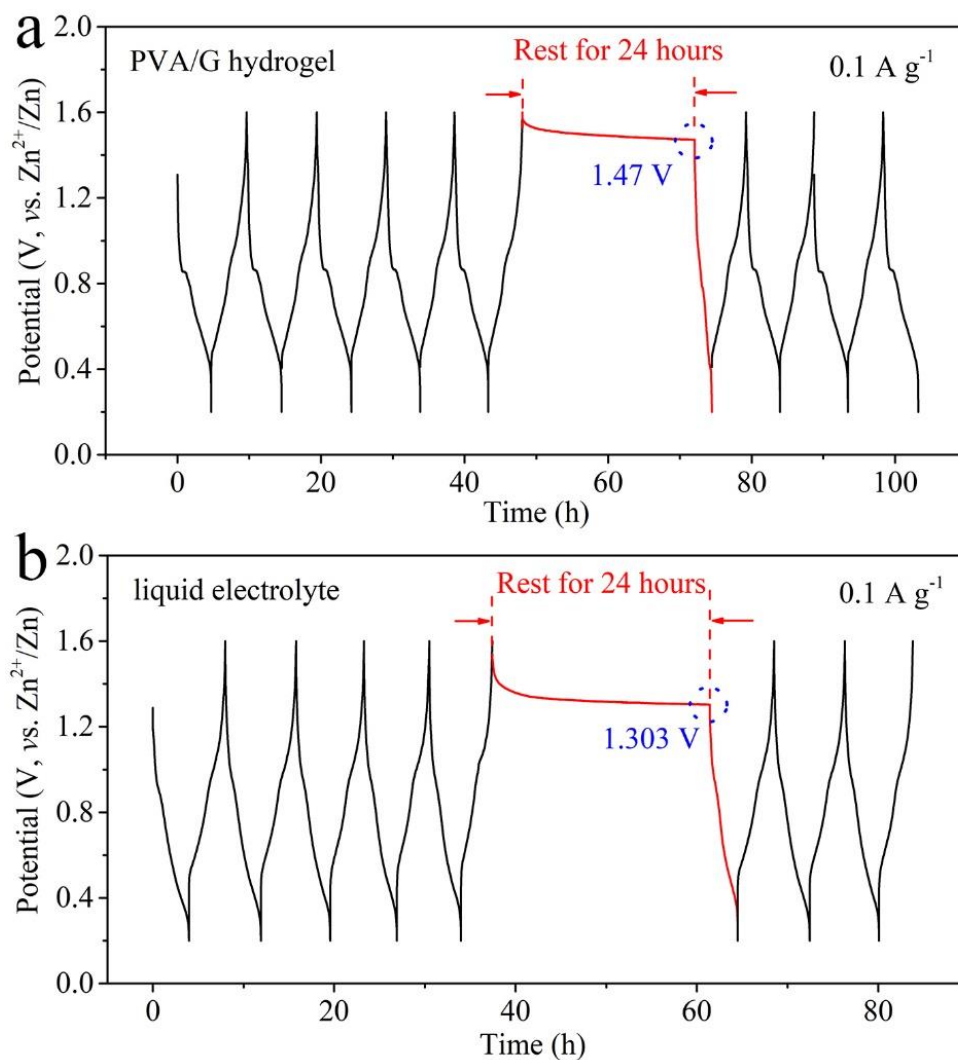 a
2.0
PVA/G hydrogel
Rest for 24 hours
0.1 A g⁻¹
1.6
1.47 V
1.2
0.8
0.4
0.0
Potential (V, vs. Zn²⁺/Zn)
0 20 40 60 80 100
Time (h)
b
2.0
liquid electrolyte
Rest for 24 hours
0.1 A g⁻¹
1.6
1.303 V
1.2
0.8
0.4
0.0
Potential (V, vs. Zn²⁺/Zn)
0 20 40 60 80
Time (h)